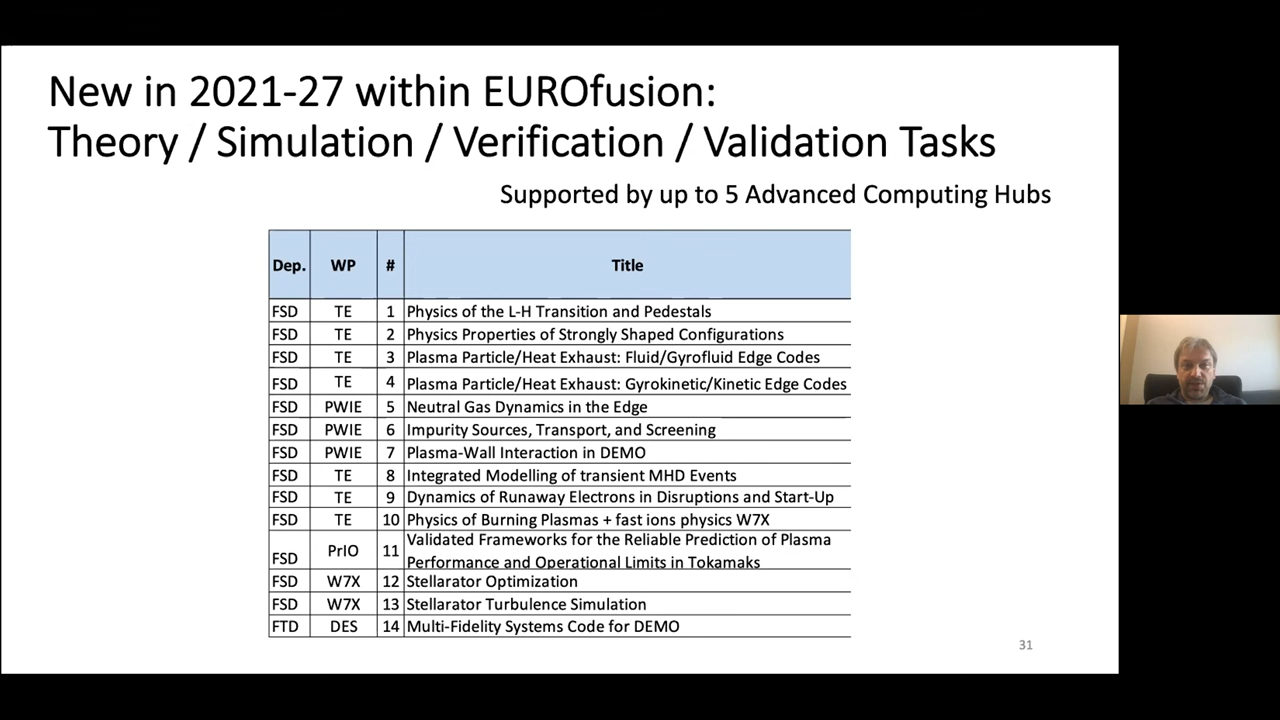 New in 2021-27 within EUROfusion:
Theory / Simulation / Verification / Validation Tasks
Supported by up to 5 Advanced Computing Hubs
Dep. WP # Title
FSD TE 1 Physics of the L-H Transition and Pedestals
FSD TE 2 Physics Properties of Strongly Shaped Configurations
FSD TE 3 Plasma Particle/Heat Exhaust: Fluid/Gyrofluid Edge Codes
FSD TE 4 Plasma Particle/Heat Exhaust: Gyrokinetic/Kinetic Edge Codes
FSD PWIE 5 Neutral Gas Dynamics in the Edge
FSD PWIE 6 Impurity Sources, Transport, and Screening
FSD PWIE 7 Plasma-Wall Interaction in DEMO
FSD TE 8 Integrated Modelling of transient MHD Events
FSD TE 9 Dynamics of Runaway Electrons in Disruptions and Start-Up
FSD TE 10 Physics of Burning Plasmas + fast ions physics W7X
FSD PrIO 11 Validated Frameworks for the Reliable Prediction of Plasma
Performance and Operational Limits in Tokamaks
FSD W7X 12 Stellarator Optimization
FSD W7X 13 Stellarator Turbulence Simulation
FTD DES 14 Multi-Fidelity Systems Code for DEMO
31